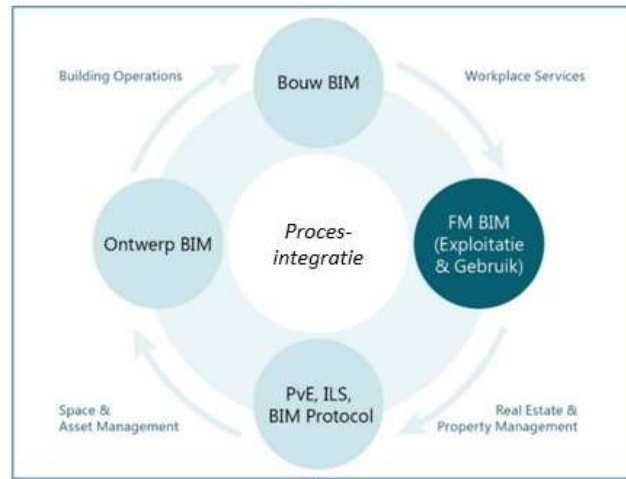 Building Operations
Bouw BIM
Workplace Services
Ontwerp BIM
Proces-
integratie
FM BIM
(Exploitatie
& Gebruik)
PvE, ILS,
BIM Protocol
Space &
Asset Management
Real Estate &
Property Management